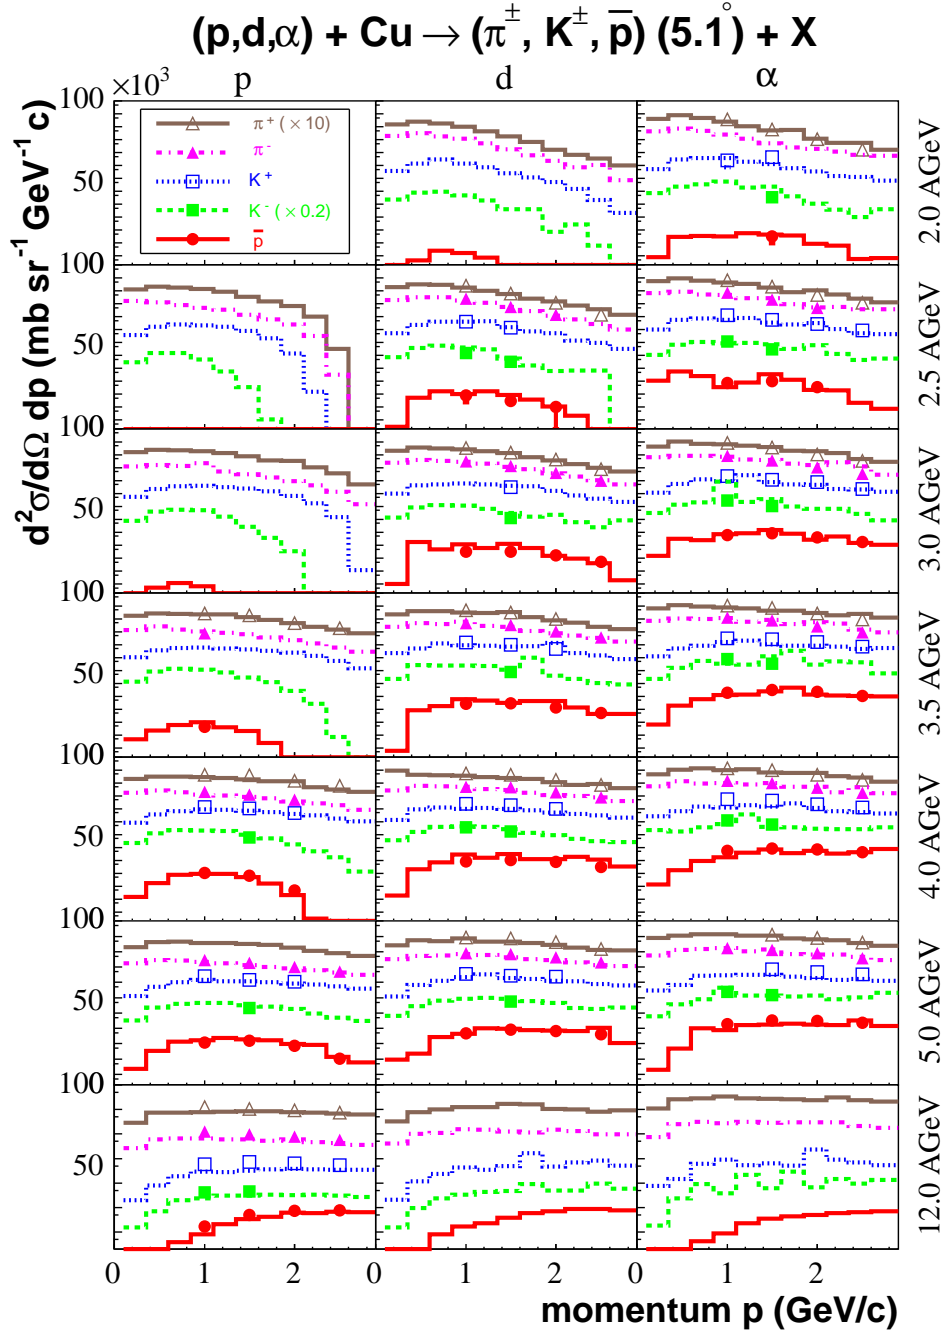 (p,d,α) + Cu → (π±, K±, p̅) (5.1°) + X
×10³ p d α
d²σ/dΩ dp (mb sr⁻¹ GeV⁻¹ c)
π⁺ (× 10)
π⁻
K⁺
K⁻ (× 0.2)
p̅
100
50
2.0 AGeV
100
50
2.5 AGeV
100
50
3.0 AGeV
100
50
3.5 AGeV
100
50
4.0 AGeV
100
50
5.0 AGeV
100
50
12.0 AGeV
0 1 2 0 1 2 0 1 2
momentum p (GeV/c)